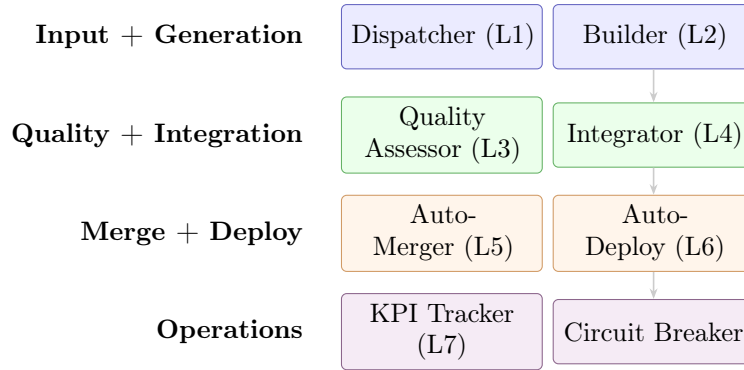 Input + Generation
Dispatcher (L1)
Builder (L2)
Quality + Integration
Quality
Assessor (L3)
Integrator (L4)
Merge + Deploy
Auto-
Merger (L5)
Auto-
Deploy (L6)
Operations
KPI Tracker
(L7)
Circuit Breaker